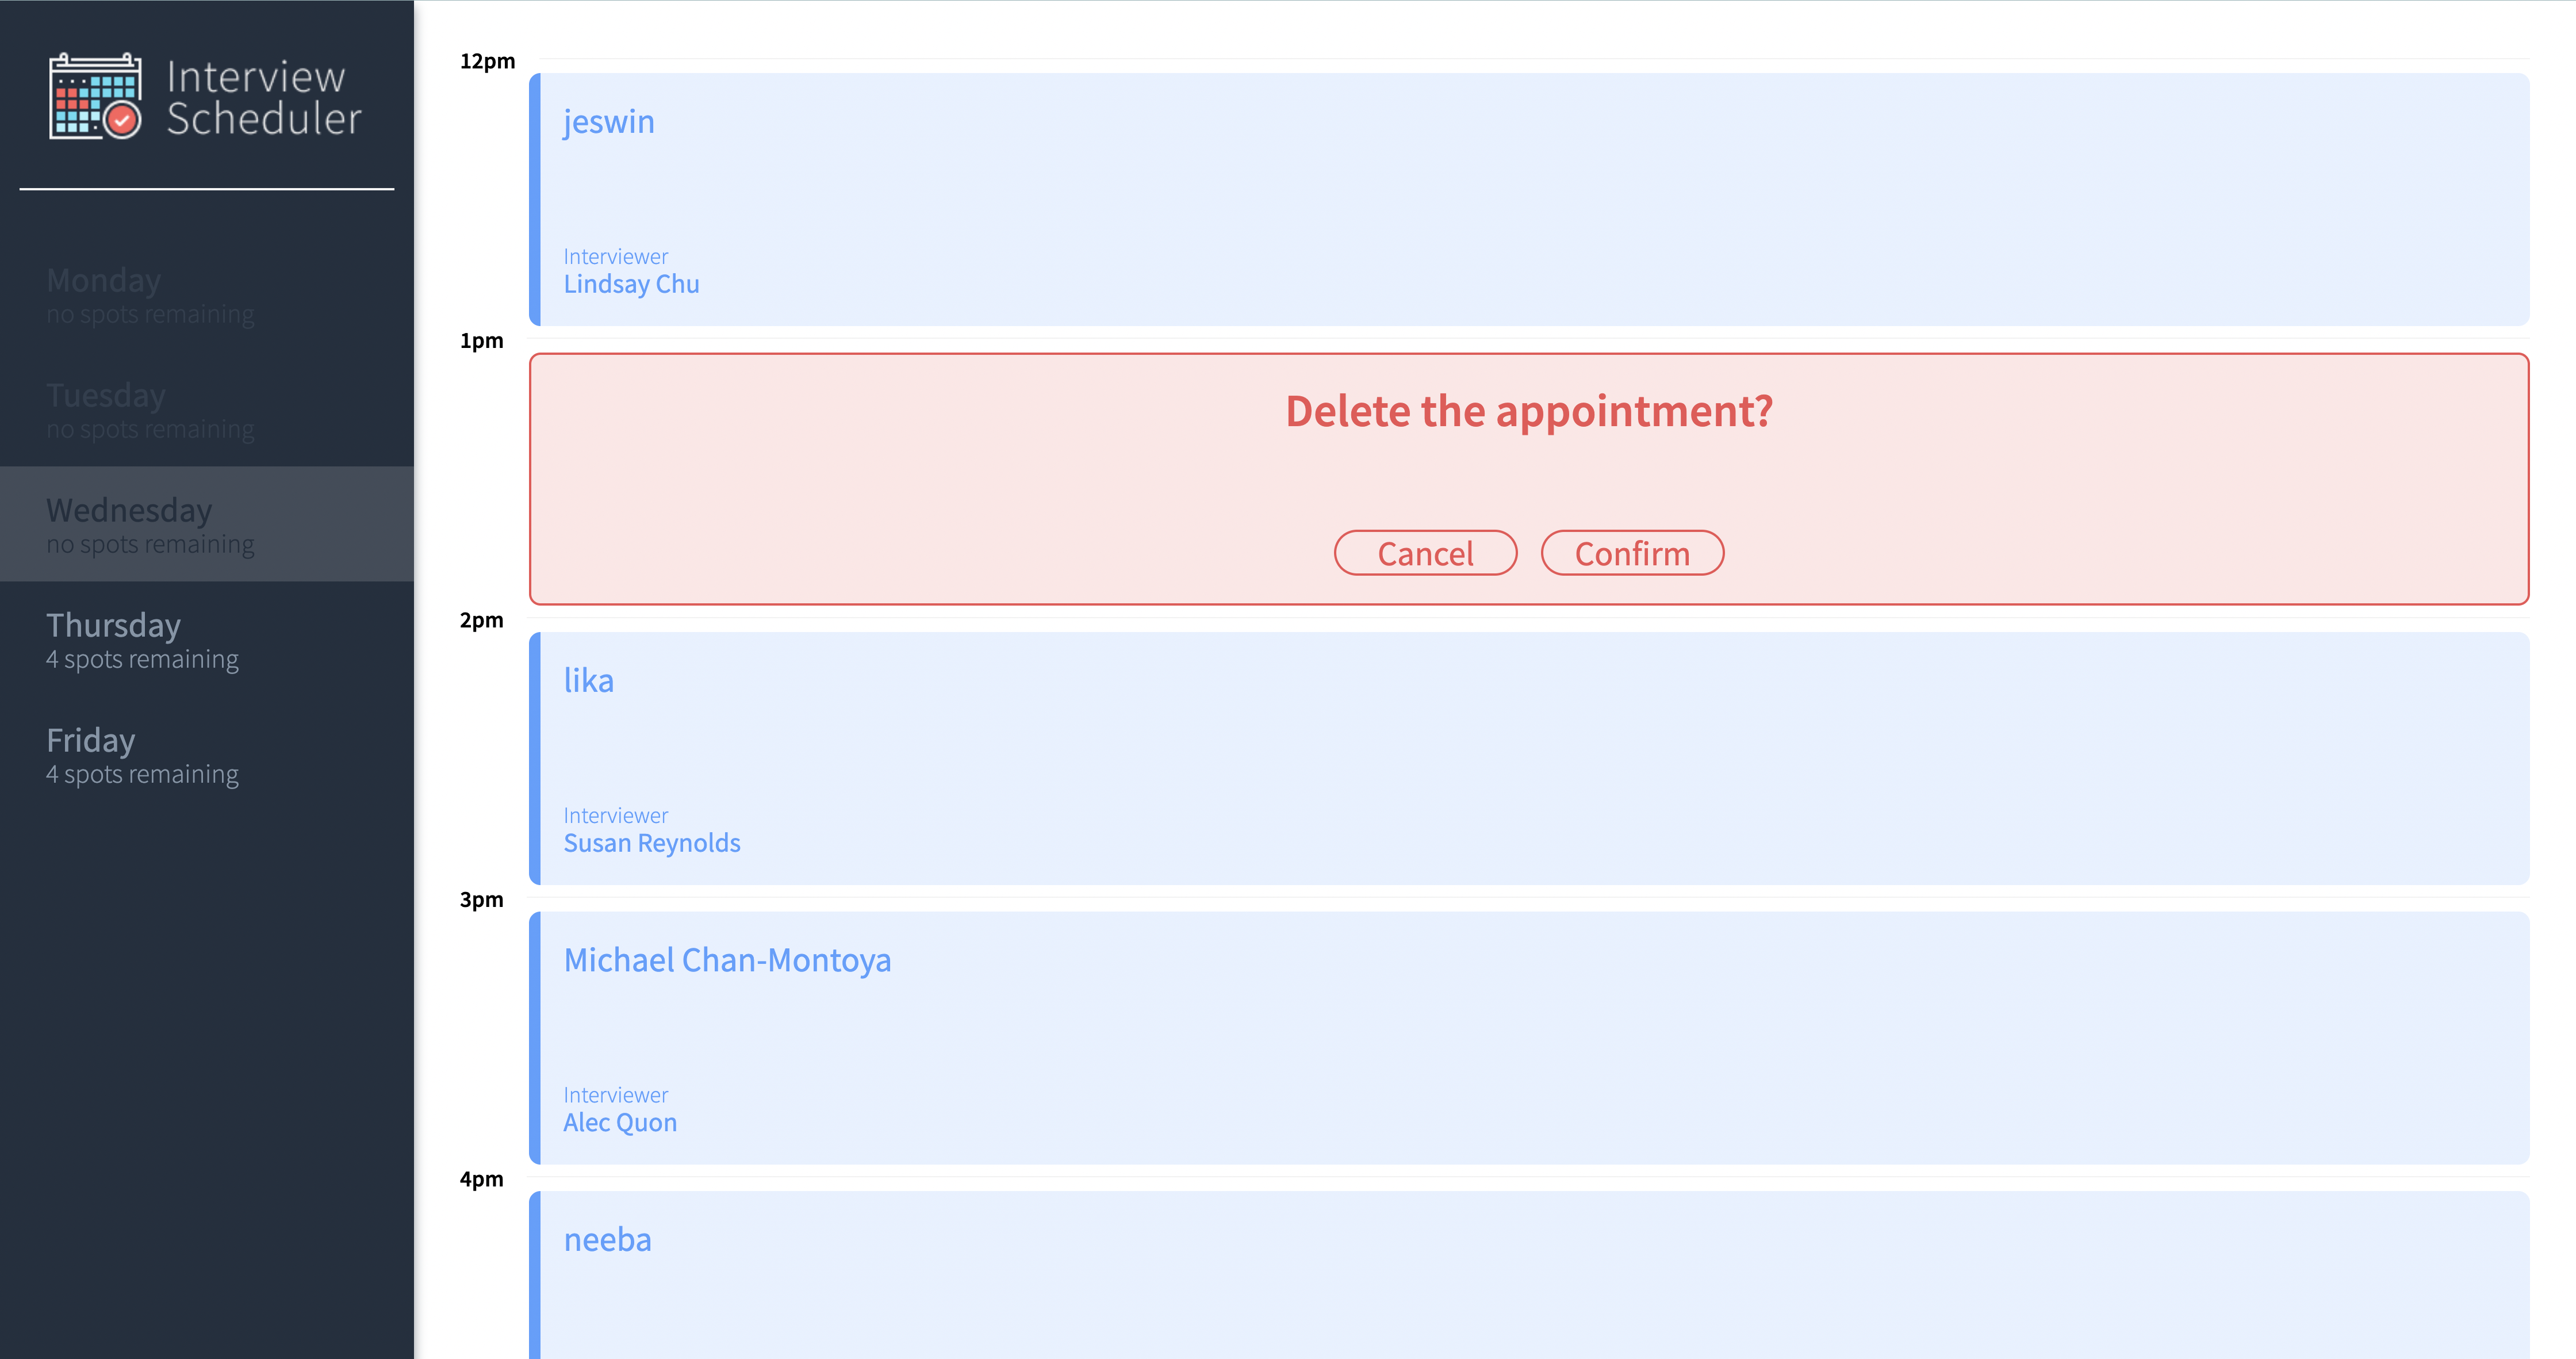 Interview
Scheduler
Monday
no spots remaining
Tuesday
no spots remaining
Wednesday
no spots remaining
Thursday
4 spots remaining
Friday
4 spots remaining
12pm
jeswin
Interviewer
Lindsay Chu
1pm
Delete the appointment?
Cancel Confirm
2pm
lika
Interviewer
Susan Reynolds
3pm
Michael Chan-Montoya
Interviewer
Alec Quon
4pm
neeba